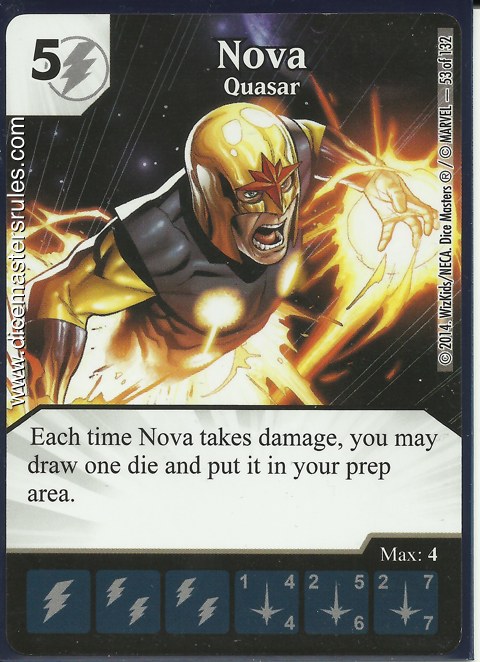 5
Nova
Quasar
www.dicemastersrules.com
© 2014, WizKids/NECA. Dice Masters ® / © MARVEL — 53 of 132
Each time Nova takes damage, you may
draw one die and put it in your prep
area.
Max: 4
1 4 2 5 2 7
4 6 7